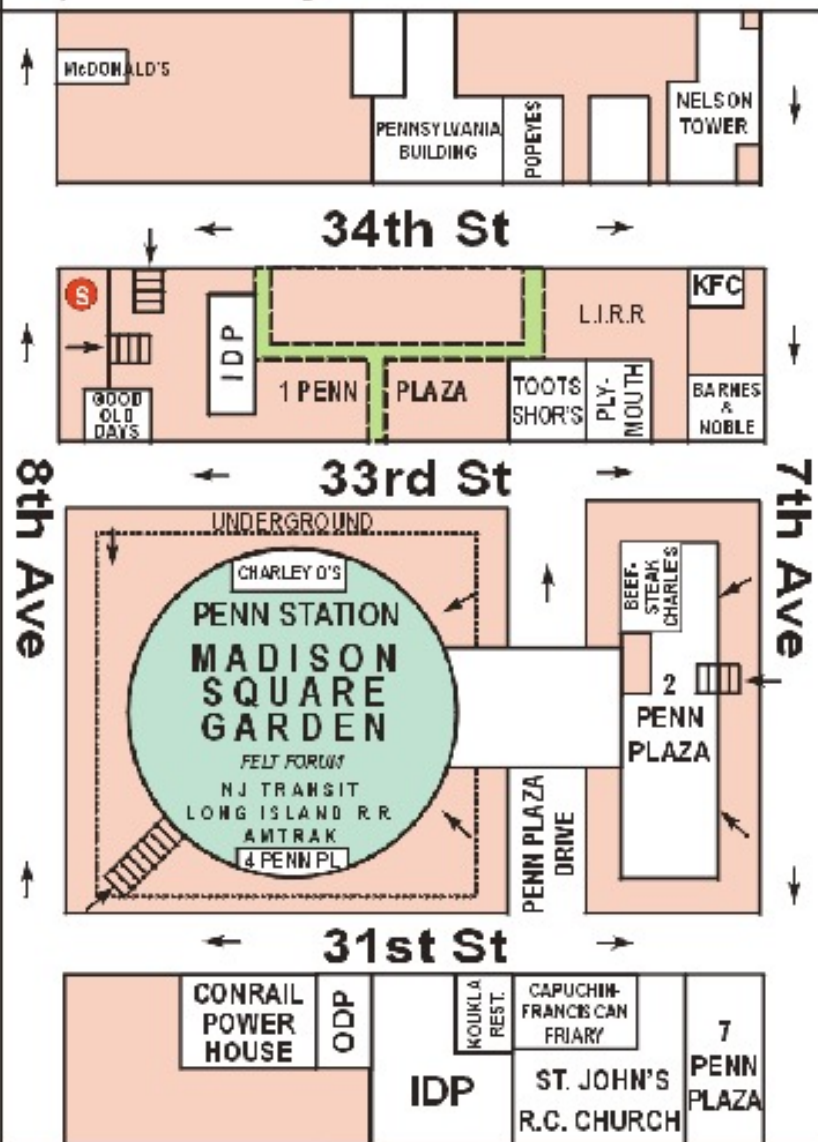 McDONALD'S
PENNSYLVANIA
BUILDING
POPEYES
NELSON
TOWER
34th St
S
IDP
L.I.R.R
KFC
1 PENN PLAZA
GOOD
OLD
DAYS
TOOTS
SHOR'S
PLY-
MOUTH
BARNES
&
NOBLE
8th Ave
33rd St
7th Ave
UNDERGROUND
CHARLEY O'S
PENN STATION
MADISON
SQUARE
GARDEN
FELT FORUM
NJ TRANSIT
LONG ISLAND R R
AMTRAK
4 PENN PL
BEEF-
STEAK
CHARLIE'S
2
PENN
PLAZA
PENN PLAZA
DRIVE
31st St
CONRAIL
POWER
HOUSE
ODP
IDP
KOUKLA
REST.
CAPUCHIN-
FRANCISCAN
FRIARY
ST. JOHN'S
R.C. CHURCH
7
PENN
PLAZA